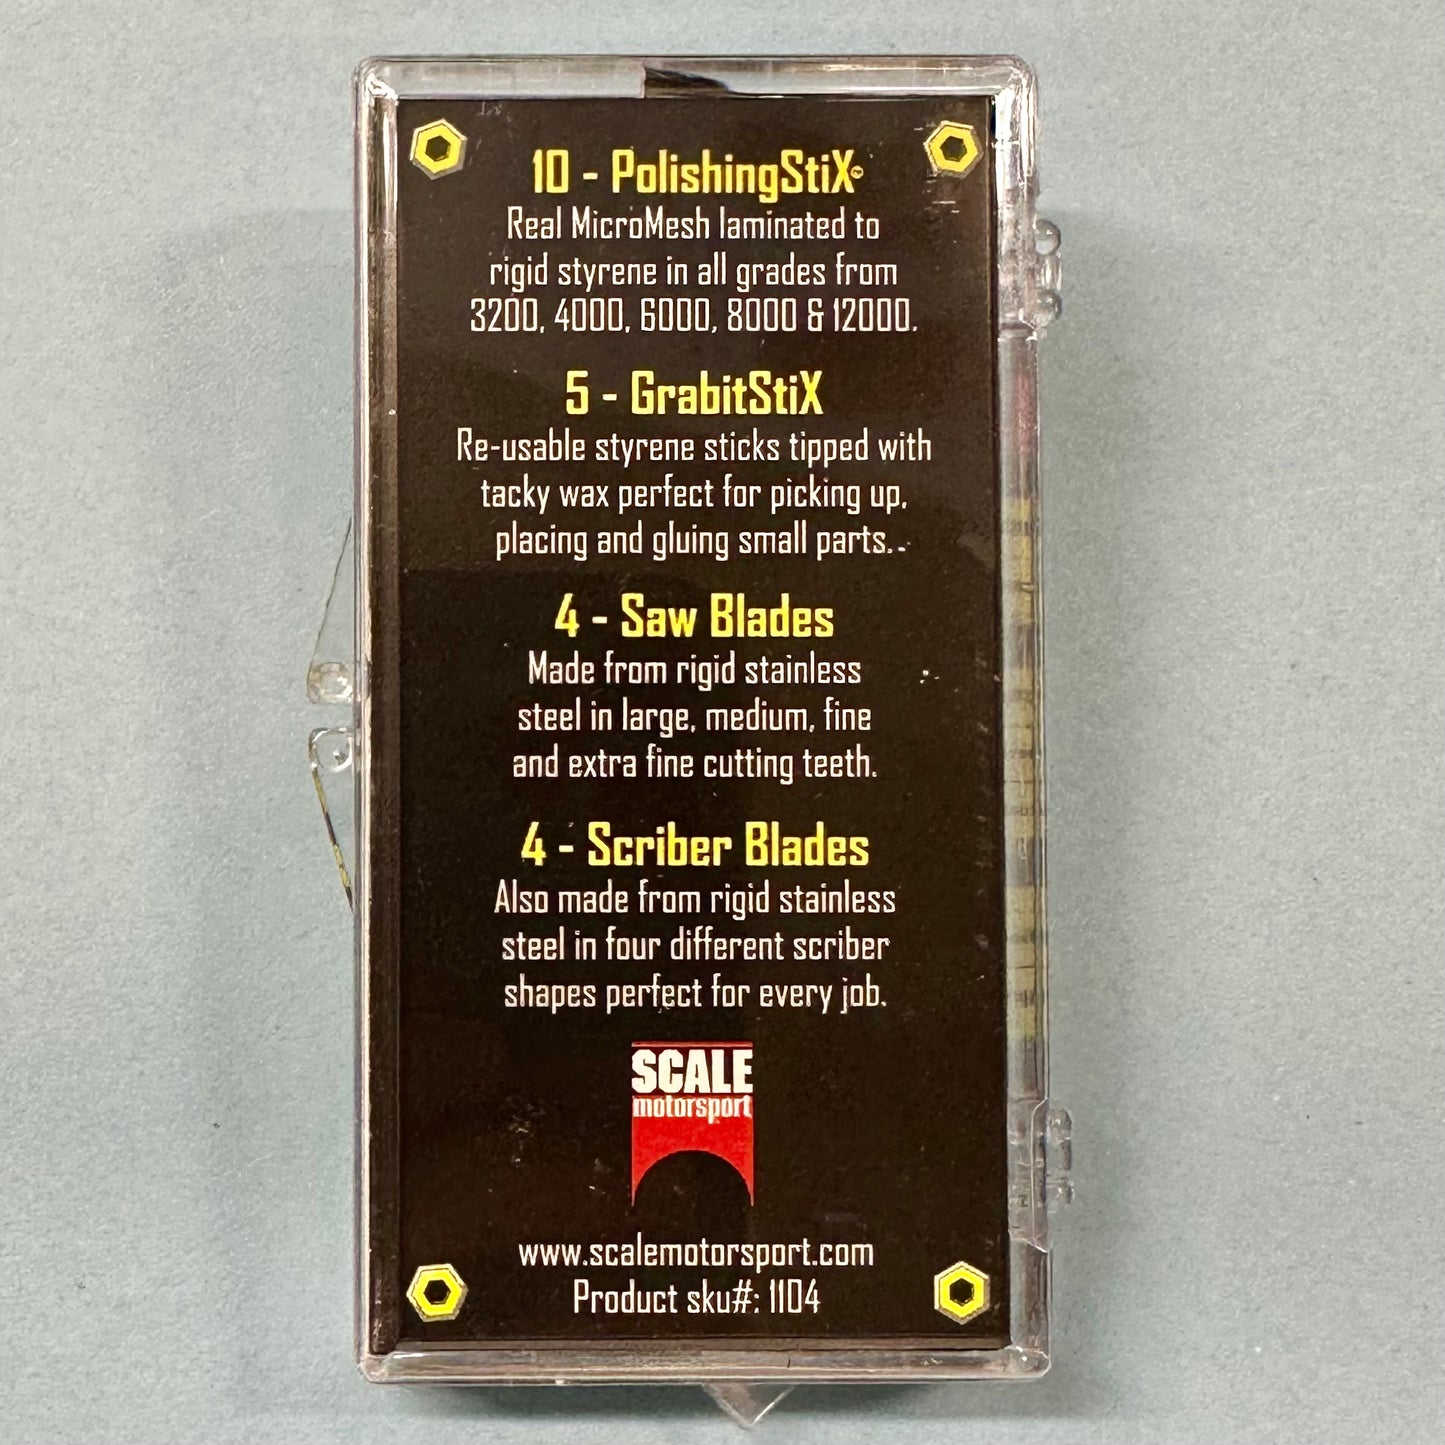 10 - PolishingStiX
Real MicroMesh laminated to
rigid styrene in all grades from
3200, 4000, 6000, 8000 & 12000.
5 - GrabitStiX
Re-usable styrene sticks tipped with
tacky wax perfect for picking up,
placing and gluing small parts..
4 - Saw Blades
Made from rigid stainless
steel in large, medium, fine
and extra fine cutting teeth.
4 - Scriber Blades
Also made from rigid stainless
steel in four different scriber
shapes perfect for every job.
SCALE
motorsport
www.scalemotorsport.com
Product sku#: 1104